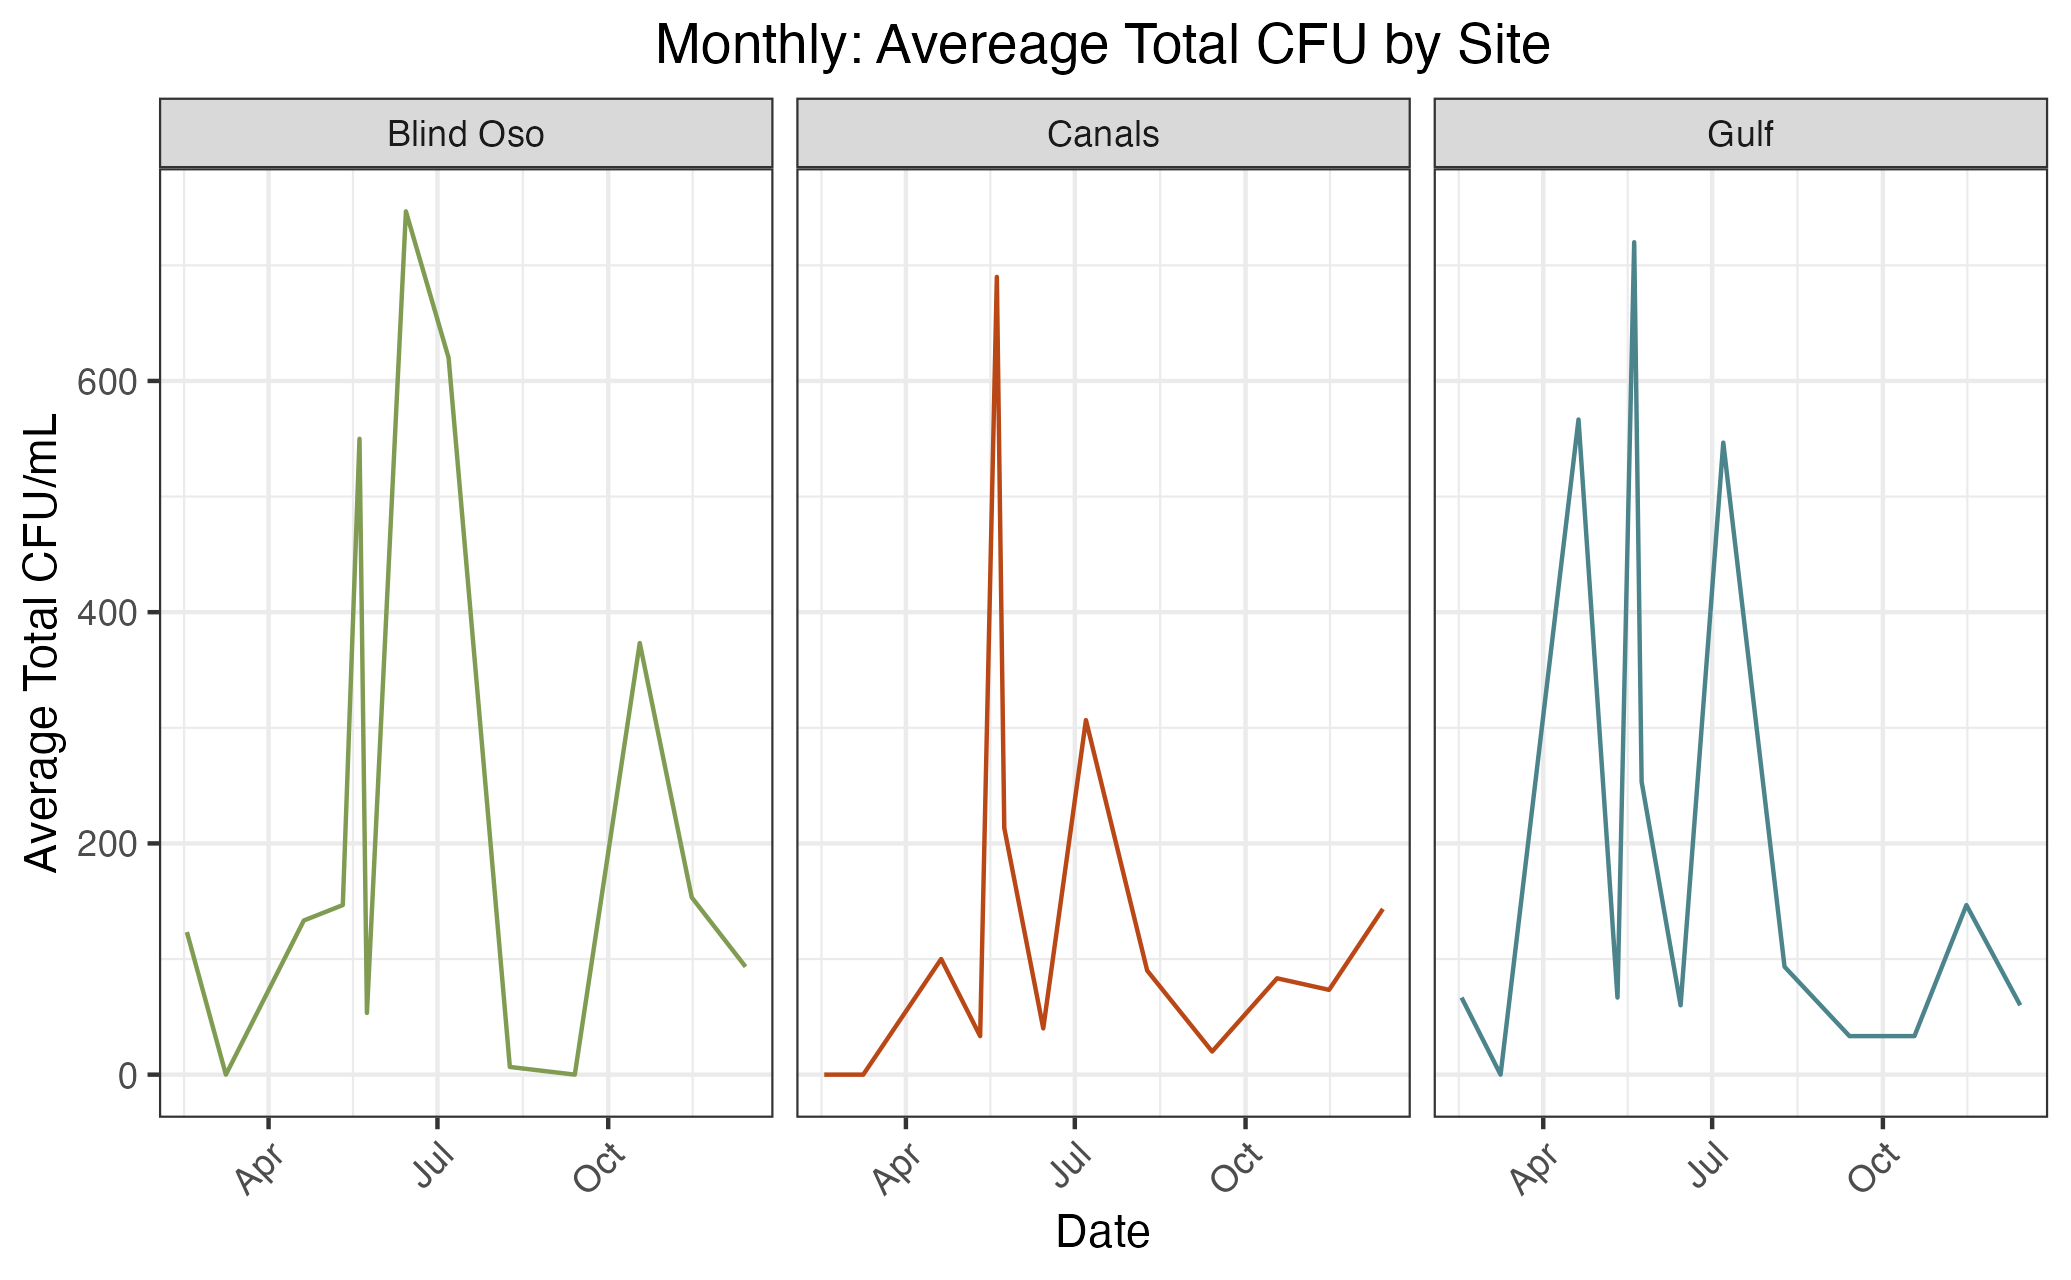 Monthly: Avereage Total CFU by Site
Blind Oso
Canals
Gulf
Average Total CFU/mL
600
400
200
0
Apr
Jul
Oct
Apr
Jul
Oct
Apr
Jul
Oct
Date